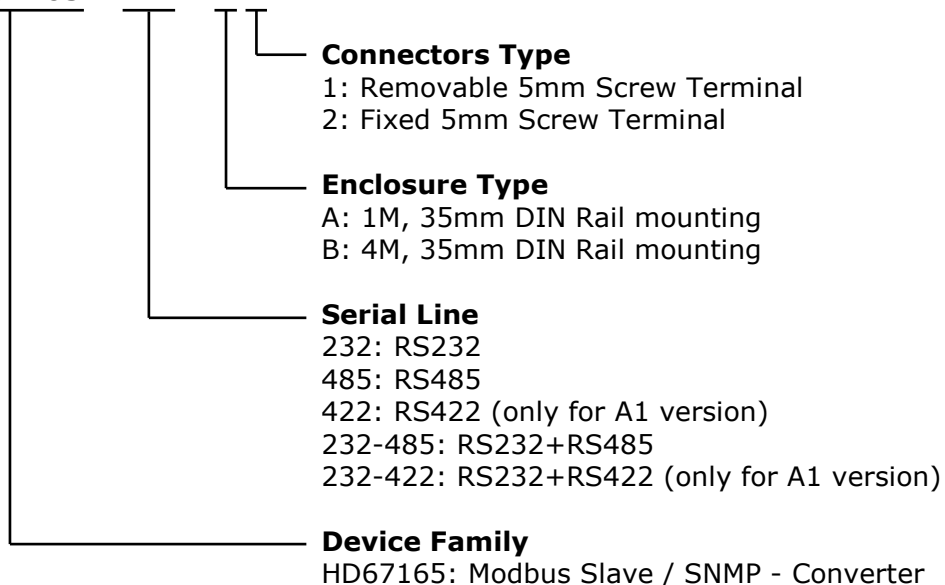 Connectors Type
1: Removable 5mm Screw Terminal
2: Fixed 5mm Screw Terminal
Enclosure Type
A: 1M, 35mm DIN Rail mounting
B: 4M, 35mm DIN Rail mounting
Serial Line
232: RS232
485: RS485
422: RS422 (only for A1 version)
232-485: RS232+RS485
232-422: RS232+RS422 (only for A1 version)
Device Family
HD67165: Modbus Slave / SNMP - Converter